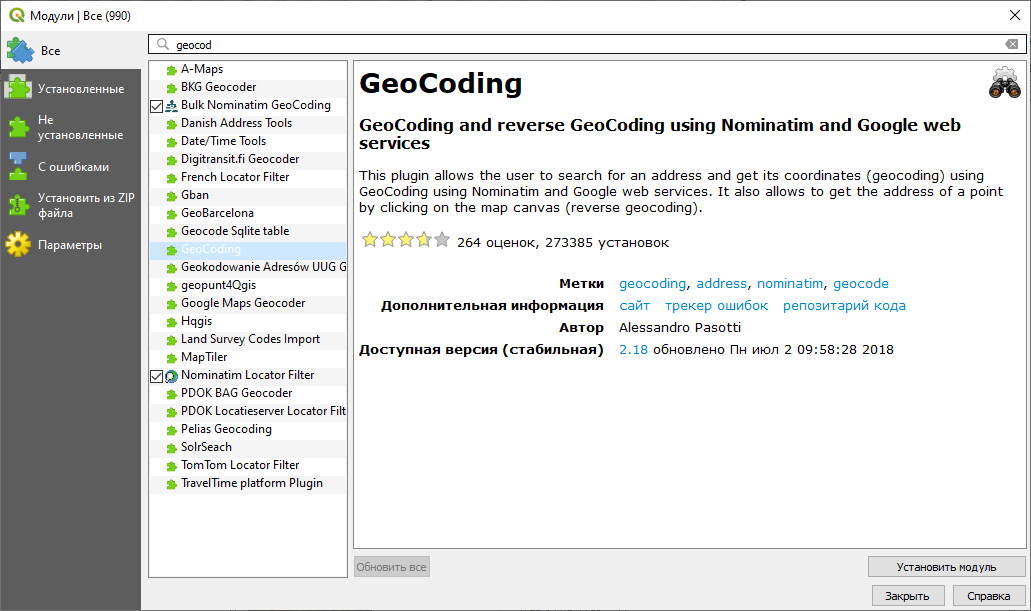 Модули | Все (990)
geocod
Все
Установленные
Не
установленные
С ошибками
Установить из ZIP
файла
Параметры
A-Maps
BKG Geocoder
Bulk Nominatim GeoCoding
Danish Address Tools
Date/Time Tools
Digitransit.fi Geocoder
French Locator Filter
Gban
GeoBarcelona
Geocode Sqlite table
GeoCoding
Geokodowanie Adresów UUG G
geopunt4Qgis
Google Maps Geocoder
Hqgis
Land Survey Codes Import
MapTiler
Nominatim Locator Filter
PDOK BAG Geocoder
PDOK Locatieserver Locator Filt
Pelias Geocoding
SolrSeach
TomTom Locator Filter
TravelTime platform Plugin
GeoCoding
GeoCoding and reverse GeoCoding using Nominatim and Google web
services
This plugin allows the user to search for an address and get its coordinates (geocoding) using
GeoCoding using Nominatim and Google web services. It also allows to get the address of a point
by clicking on the map canvas (reverse geocoding).
264 оценок, 273385 установок
Метки geocoding, address, nominatim, geocode
Дополнительная информация сайт трекер ошибок репозитарий кода
Автор Alessandro Pasotti
Доступная версия (стабильная) 2.18 обновлено Пн июл 2 09:58:28 2018
Обновить все
Установить модуль
Закрыть
Справка